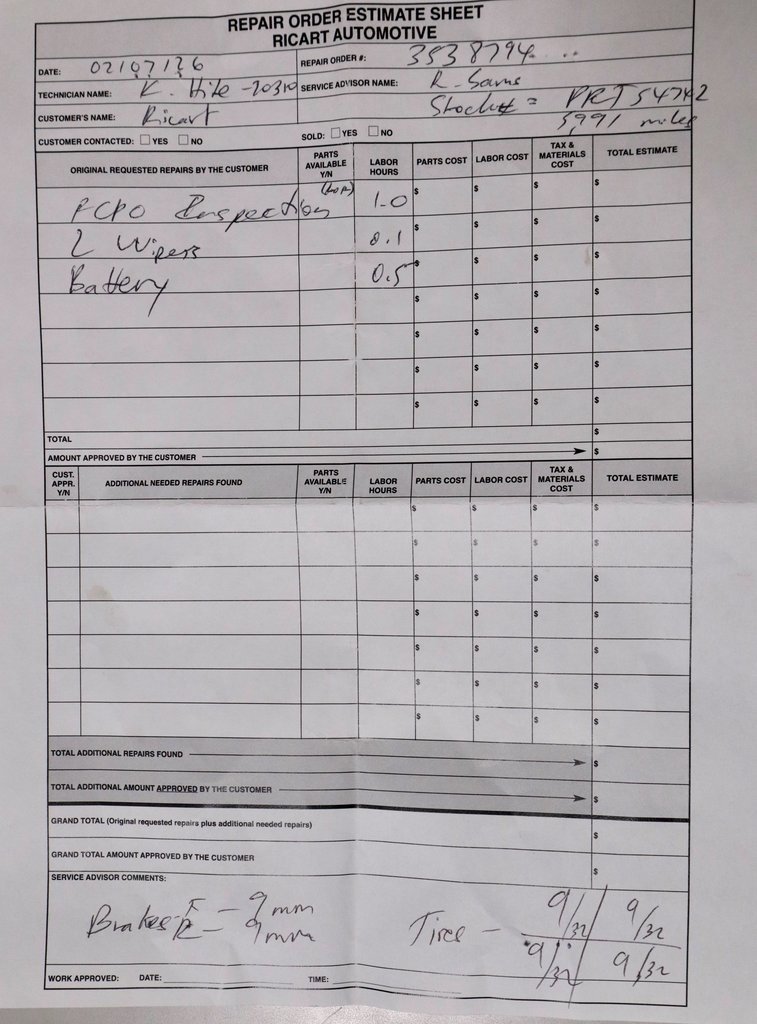 REPAIR ORDER ESTIMATE SHEET
RICART AUTOMOTIVE
DATE: 02/07/26 REPAIR ORDER #: 3538794
TECHNICIAN NAME: K. Hite -20310 SERVICE ADVISOR NAME: R. Sams
CUSTOMER'S NAME: Ricart Stock# = PRT54742
5,991 miles
CUSTOMER CONTACTED: YES NO SOLD: YES NO
ORIGINAL REQUESTED REPAIRS BY THE CUSTOMER PARTS AVAILABLE Y/N LABOR HOURS PARTS COST LABOR COST TAX & MATERIALS COST TOTAL ESTIMATE
FCPO Inspection 1.0 $ $ $ $
2 Wipers 0.1 $ $ $ $
Battery 0.5 $ $ $ $
$ $ $ $
$ $ $ $
$ $ $ $
$ $ $ $
TOTAL $
AMOUNT APPROVED BY THE CUSTOMER $
CUST. APPR. Y/N ADDITIONAL NEEDED REPAIRS FOUND PARTS AVAILABLE Y/N LABOR HOURS PARTS COST LABOR COST TAX & MATERIALS COST TOTAL ESTIMATE
$ $ $ $
$ $ $ $
$ $ $ $
$ $ $ $
$ $ $ $
$ $ $ $
$ $ $ $
TOTAL ADDITIONAL REPAIRS FOUND $
TOTAL ADDITIONAL AMOUNT APPROVED BY THE CUSTOMER $
GRAND TOTAL (Original requested repairs plus additional needed repairs) $
GRAND TOTAL AMOUNT APPROVED BY THE CUSTOMER $
SERVICE ADVISOR COMMENTS:
Brakes- F - 9mm Tires - 9/32 9/32
R - 9mm 9/32 9/32
WORK APPROVED: DATE: TIME: